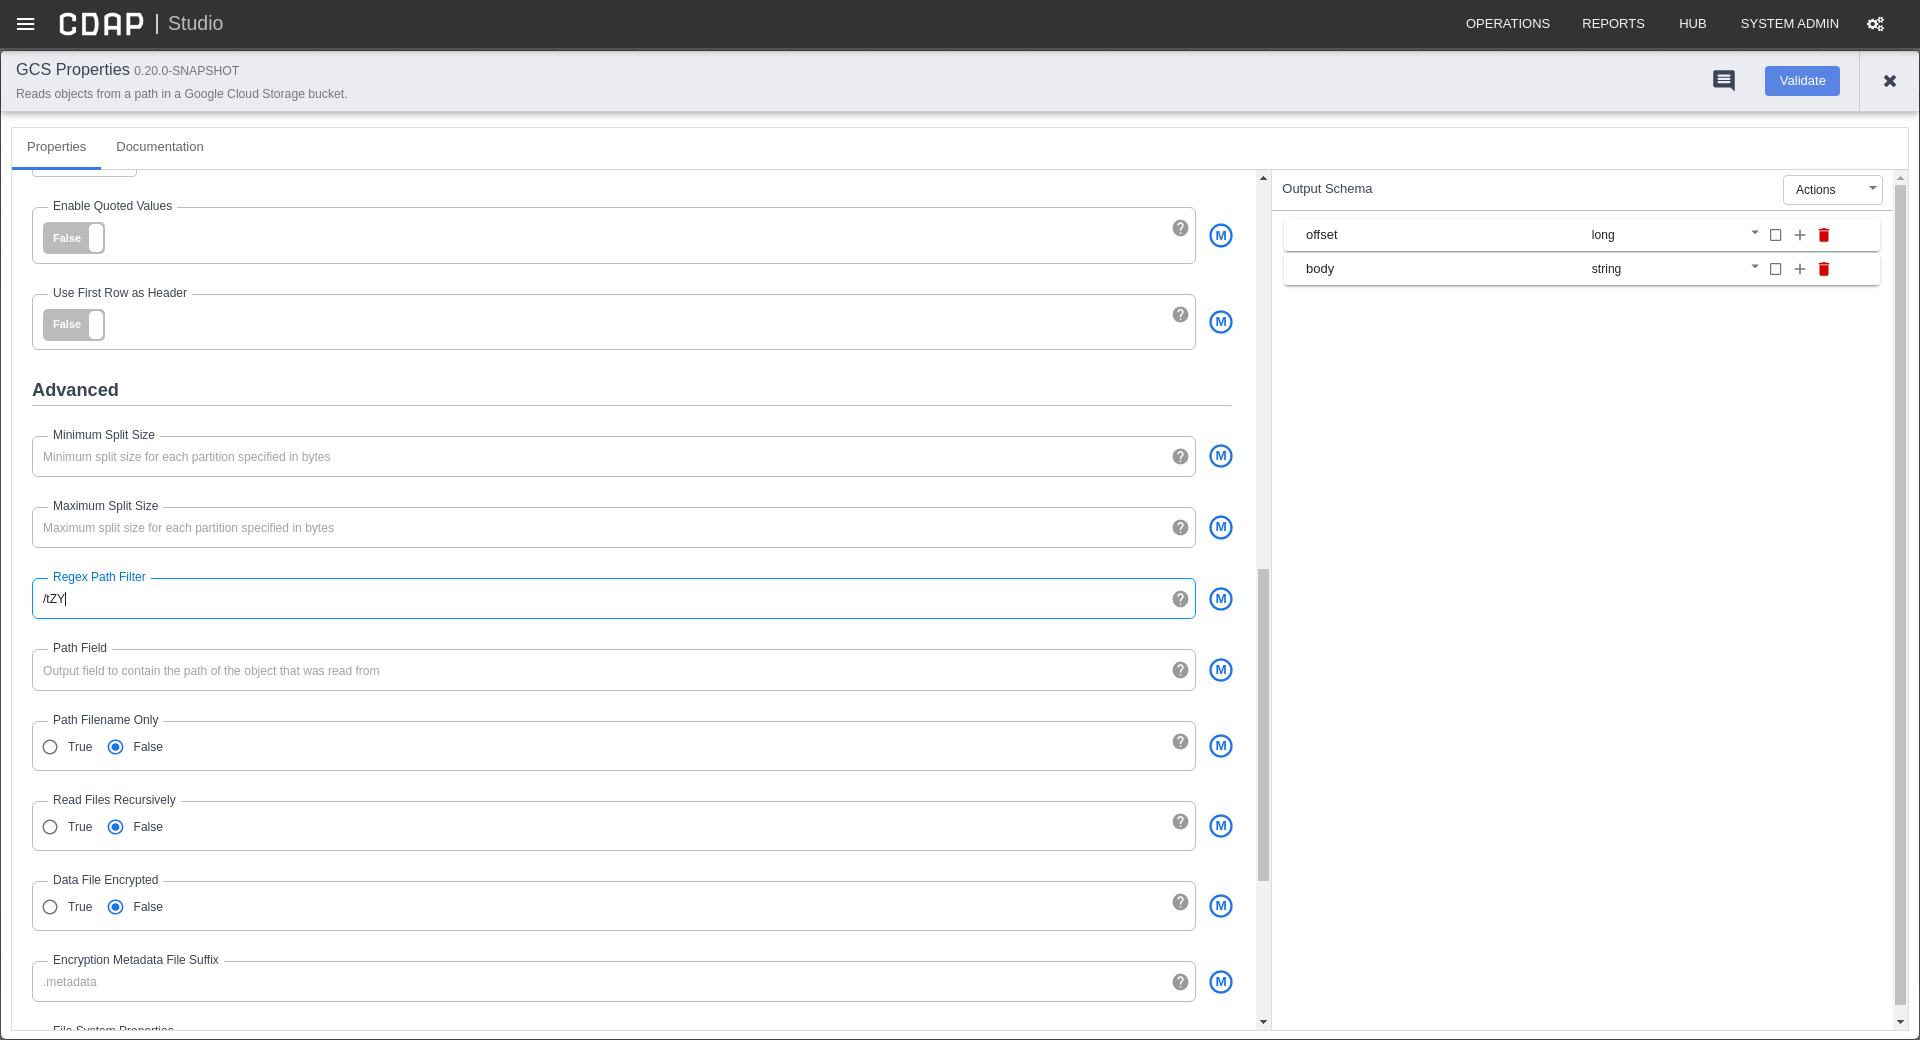 CDAP | Studio
OPERATIONS REPORTS HUB SYSTEM ADMIN
GCS Properties 0.20.0-SNAPSHOT
Reads objects from a path in a Google Cloud Storage bucket.
Validate
Properties Documentation
Enable Quoted Values
False
M
Use First Row as Header
False
M
Advanced
Minimum Split Size
Minimum split size for each partition specified in bytes
M
Maximum Split Size
Maximum split size for each partition specified in bytes
M
Regex Path Filter
/tZY
M
Path Field
Output field to contain the path of the object that was read from
M
Path Filename Only
True False
M
Read Files Recursively
True False
M
Data File Encrypted
True False
M
Encryption Metadata File Suffix
.metadata
M
File System Properties
Output Schema
Actions
offset long
body string